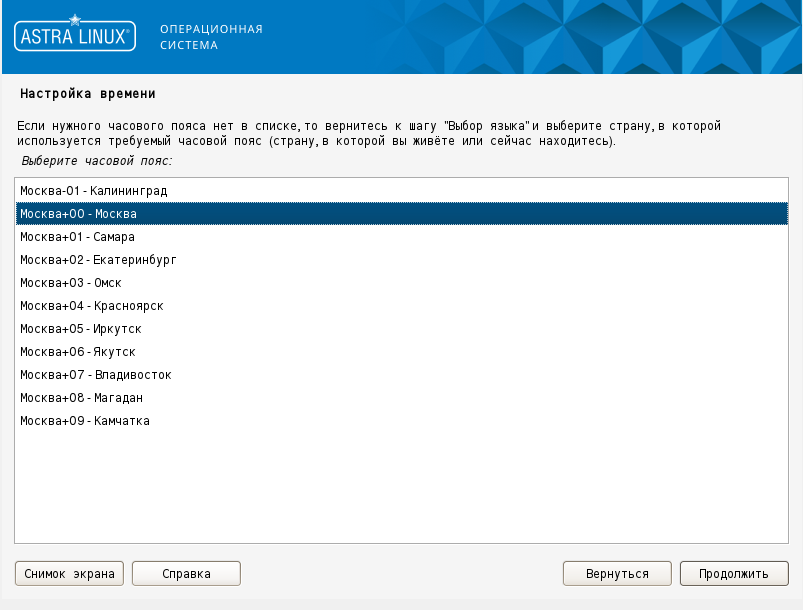 ASTRA LINUX®
ОПЕРАЦИОННАЯ
СИСТЕМА
Настройка времени
Если нужного часового пояса нет в списке, то вернитесь к шагу "Выбор языка" и выберите страну, в которой
используется требуемый часовой пояс (страну, в которой вы живёте или сейчас находитесь).
Выберите часовой пояс:
Москва-01 - Калининград
Москва+00 - Москва
Москва+01 - Самара
Москва+02 - Екатеринбург
Москва+03 - Омск
Москва+04 - Красноярск
Москва+05 - Иркутск
Москва+06 - Якутск
Москва+07 - Владивосток
Москва+08 - Магадан
Москва+09 - Камчатка
Снимок экрана Справка Вернуться Продолжить